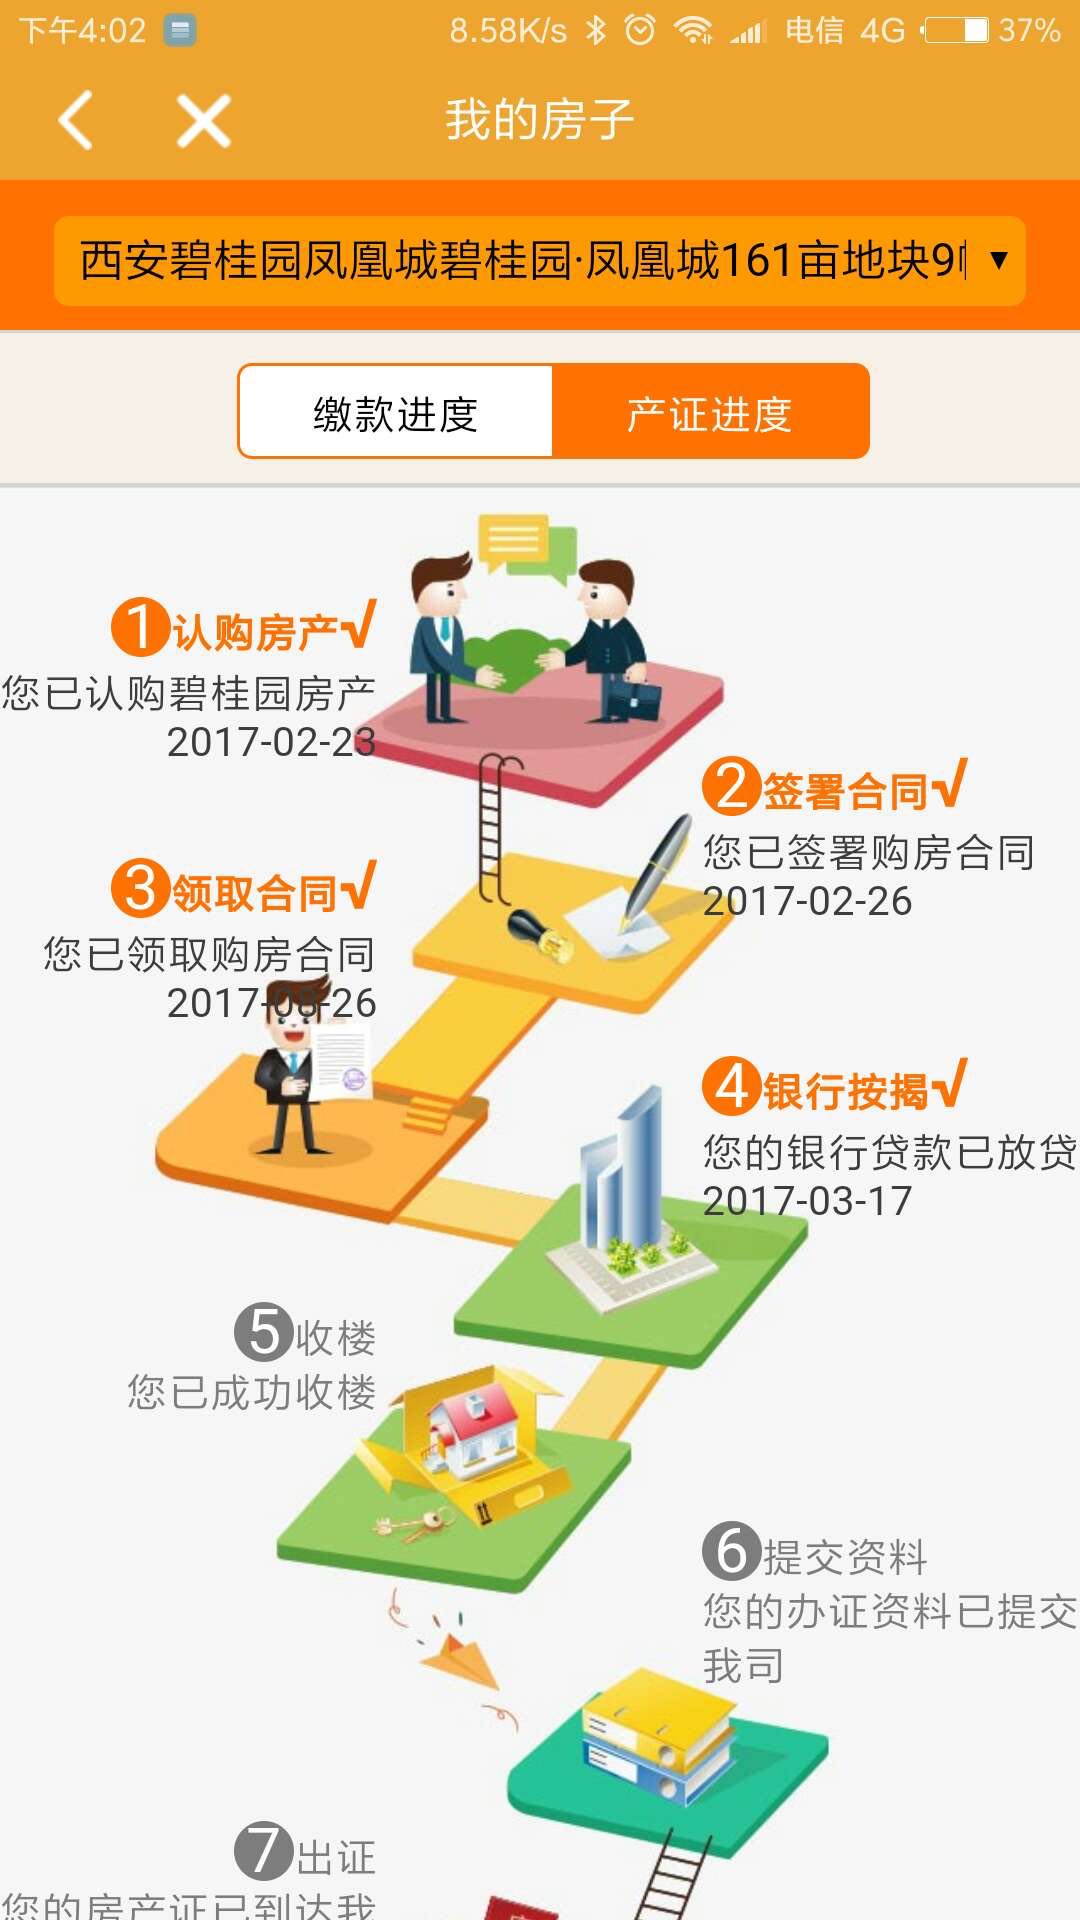 下午4:02 8.58K/s 电信 4G 37%
我的房子
西安碧桂园凤凰城碧桂园·凤凰城161亩地块9
缴款进度 产证进度
1认购房产√
您已认购碧桂园房产
2017-02-23
2签署合同√
您已签署购房合同
2017-02-26
3领取合同√
您已领取购房合同
2017-08-26
4银行按揭√
您的银行贷款已放贷
2017-03-17
5收楼
您已成功收楼
6提交资料
您的办证资料已提交
我司
7出证
您的房产证已到达我